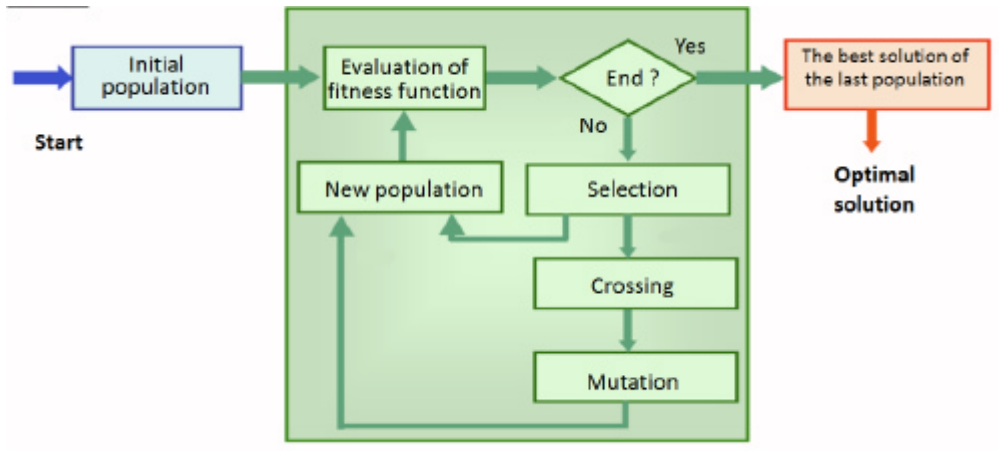 Start
Initial
population
Evaluation of
fitness function
End ?
Yes
No
The best solution of
the last population
Optimal
solution
New population
Selection
Crossing
Mutation